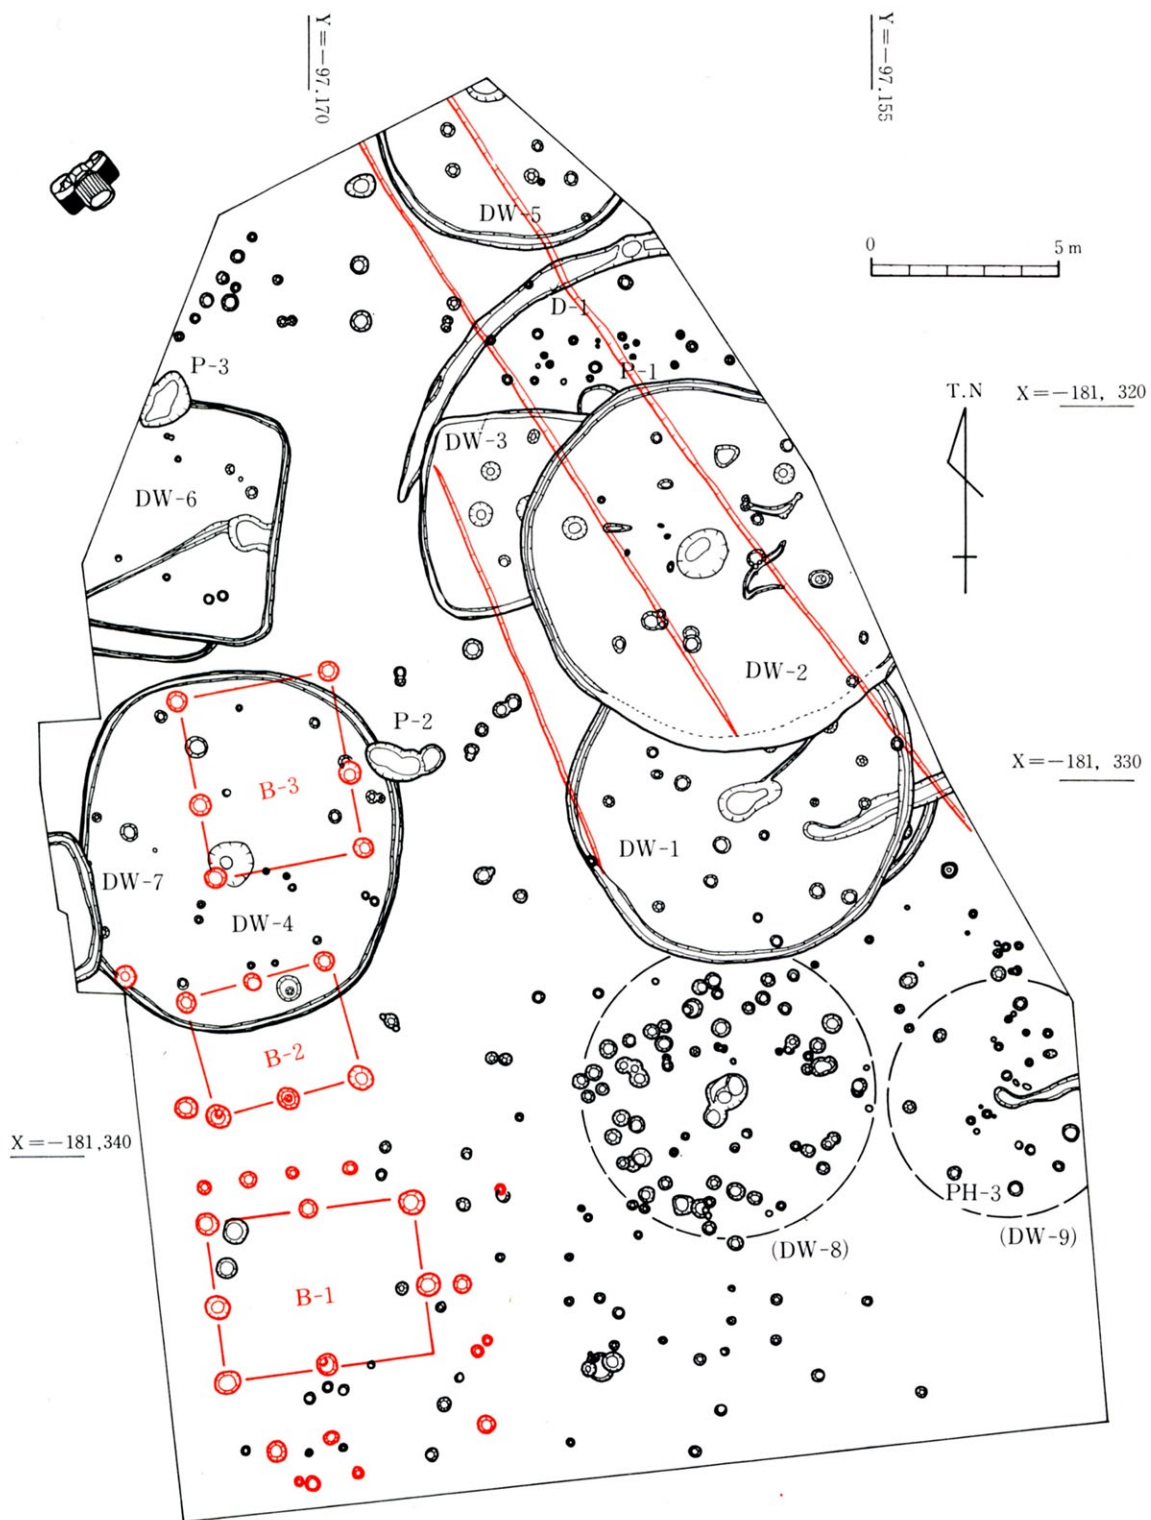 Y=−97.170
Y=−97.155
DW-5
0 5m
D-1
P-1
P-3
T.N
X=−181, 320
DW-3
DW-6
DW-2
P-2
X=−181, 330
B-3
DW-1
DW-7
DW-4
B-2
X=−181,340
PH-3
(DW-8)
(DW-9)
B-1